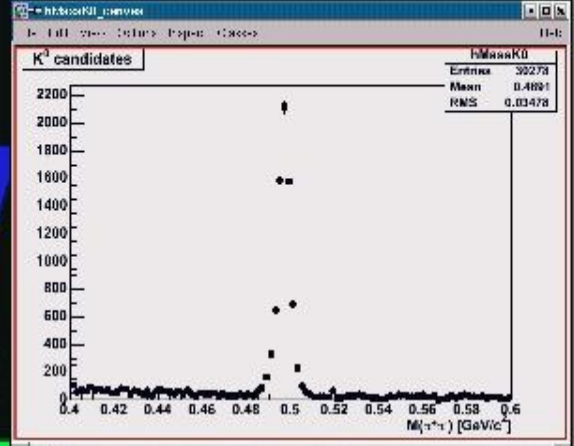 hMassK0_canvas
K⁰ candidates
hMassK0
Entries 30278
Mean 0.4891
RMS 0.03478
2200
2000
1800
1600
1400
1200
1000
800
600
400
200
0
0.4 0.42 0.44 0.46 0.48 0.5 0.52 0.54 0.56 0.58 0.6
[GeV/c²]